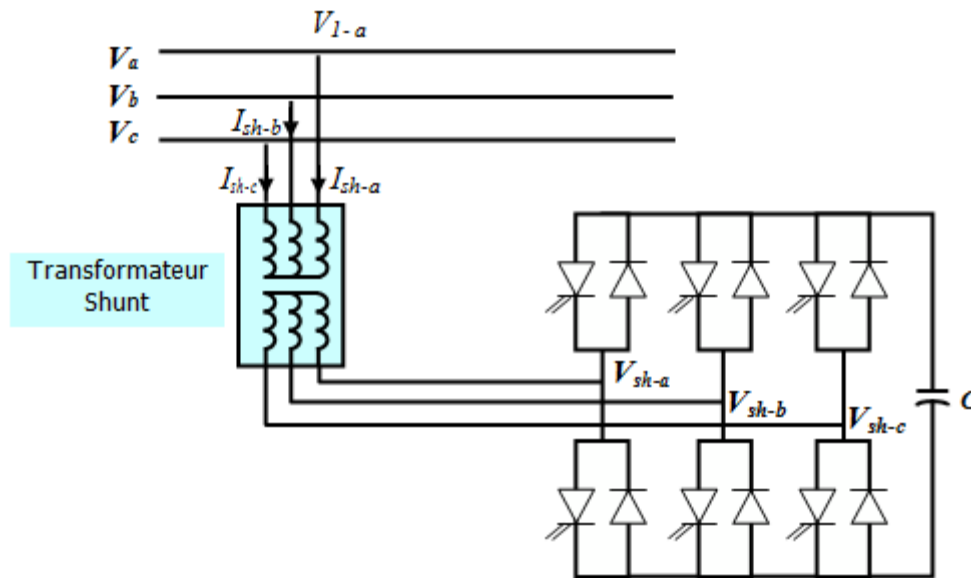 V1-a
Va
Vb
Vc
Ish-b
Ish-c
Ish-a
Transformateur
Shunt
Vsh-a
Vsh-b
Vsh-c
C